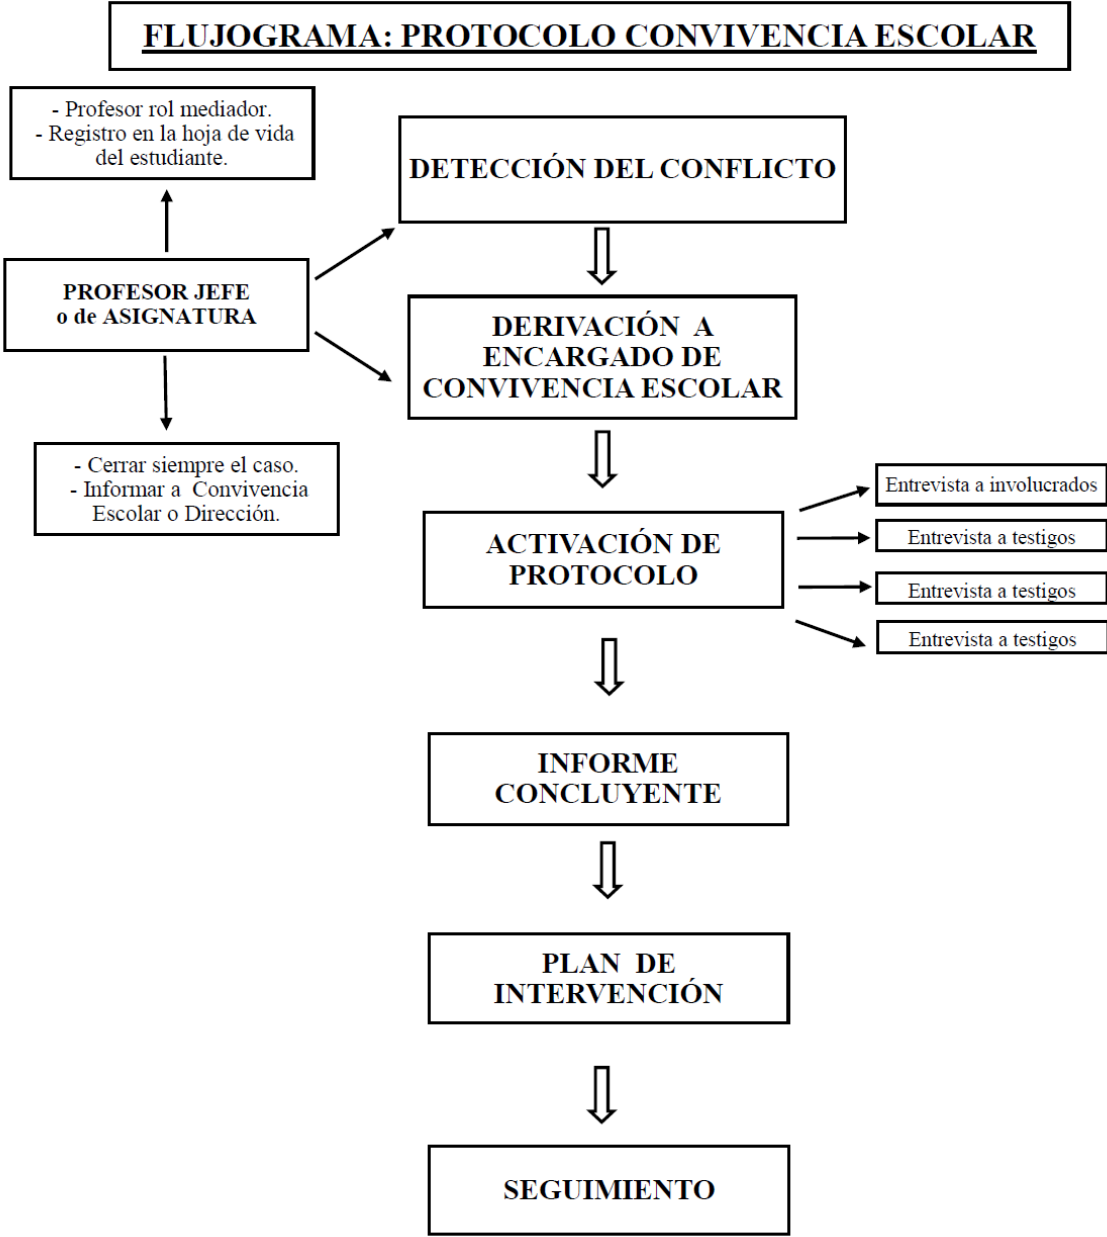 FLUJOGRAMA: PROTOCOLO CONVIVENCIA ESCOLAR
- Profesor rol mediador.
- Registro en la hoja de vida
del estudiante.
DETECCIÓN DEL CONFLICTO
PROFESOR JEFE
o de ASIGNATURA
DERIVACIÓN A
ENCARGADO DE
CONVIVENCIA ESCOLAR
- Cerrar siempre el caso.
- Informar a Convivencia
Escolar o Dirección.
ACTIVACIÓN DE
PROTOCOLO
Entrevista a involucrados
Entrevista a testigos
Entrevista a testigos
Entrevista a testigos
INFORME
CONCLUYENTE
PLAN DE
INTERVENCIÓN
SEGUIMIENTO